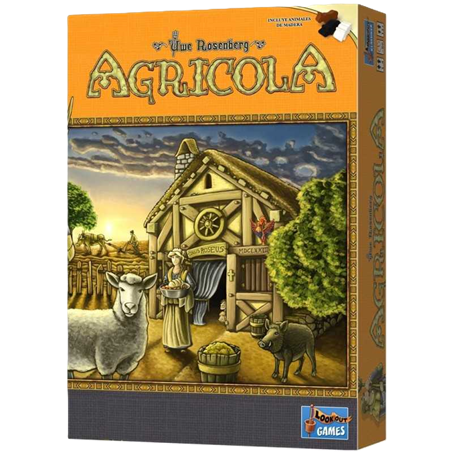 INCLUYE ANIMALES
DE MADERA
Uwe Rosenberg
AGRICOLA
LOOKOUT
GAMES
AGRICOLA